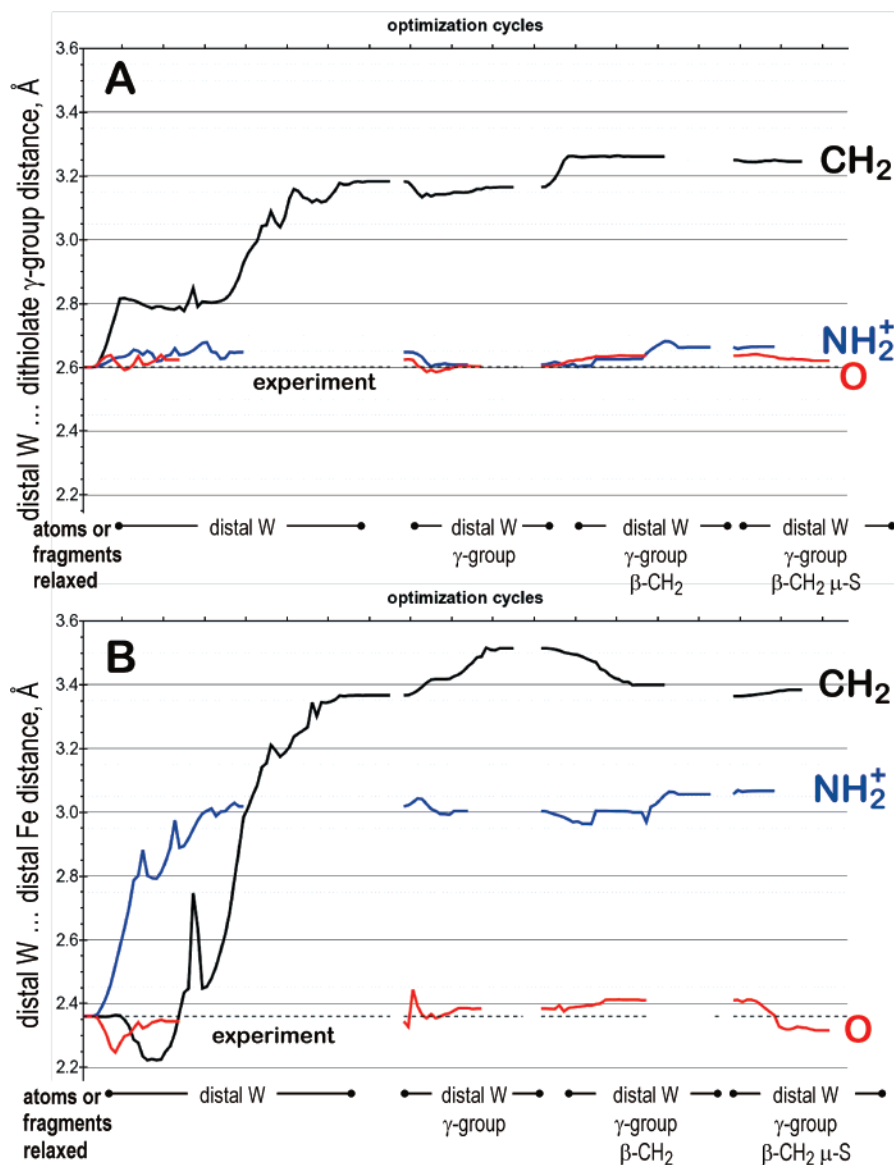 optimization cycles
A
distal W ... dithiolate γ-group distance, Å
3.6
3.4
3.2
3.0
2.8
2.6
2.4
2.2
CH₂
NH₂⁺
O
experiment
atoms or
fragments
relaxed
distal W
distal W
γ-group
distal W
γ-group
β-CH₂
distal W
γ-group
β-CH₂ μ-S
optimization cycles
B
distal W ... distal Fe distance, Å
3.6
3.4
3.2
3.0
2.8
2.6
2.4
2.2
CH₂
NH₂⁺
O
experiment
atoms or
fragments
relaxed
distal W
distal W
γ-group
distal W
γ-group
β-CH₂
distal W
γ-group
β-CH₂ μ-S